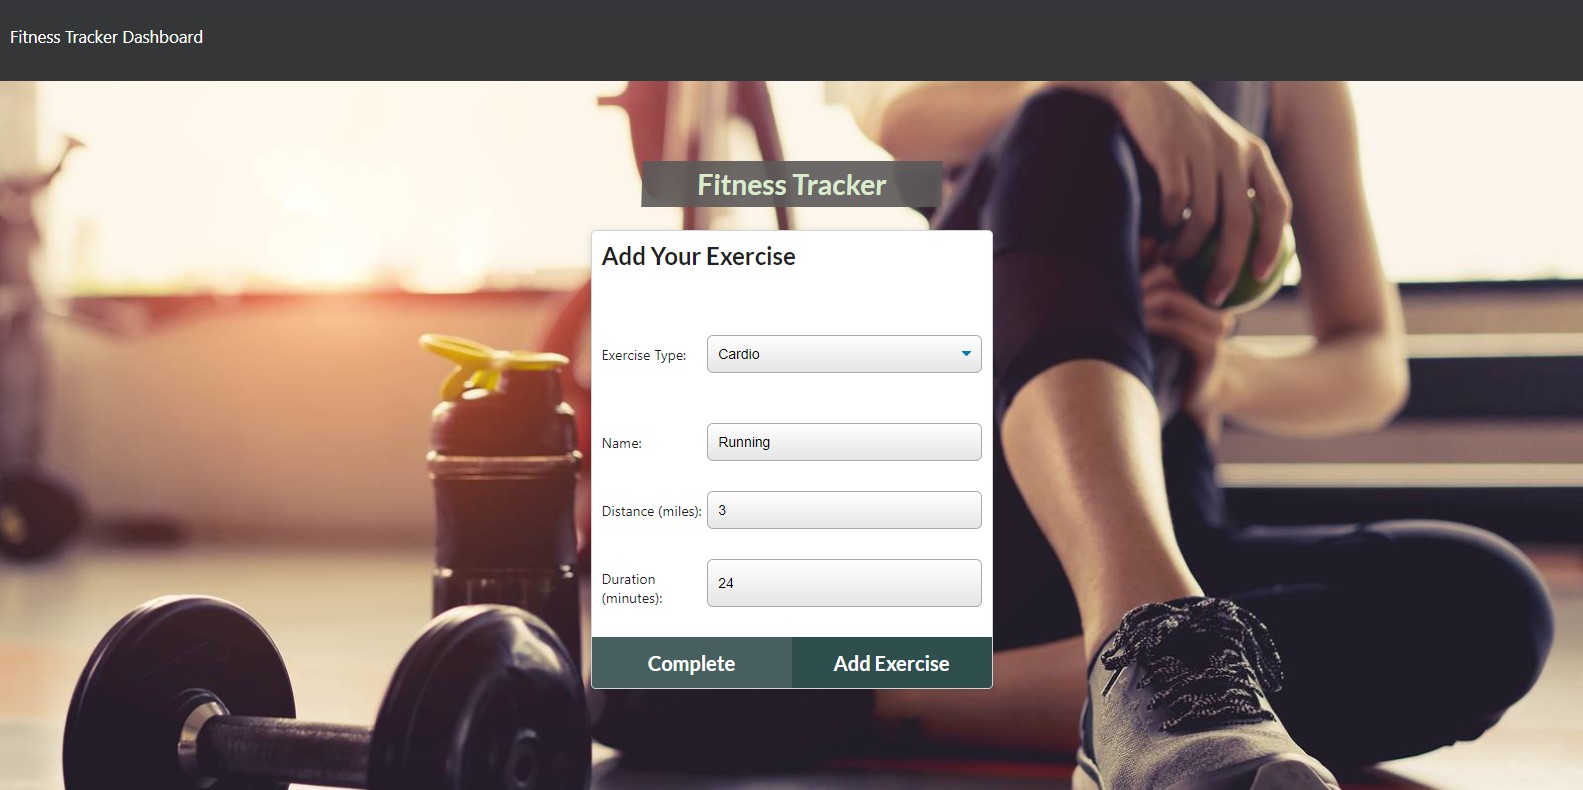 Fitness Tracker Dashboard
Fitness Tracker
Add Your Exercise
Exercise Type: Cardio
Name: Running
Distance (miles): 3
Duration
(minutes): 24
Complete Add Exercise